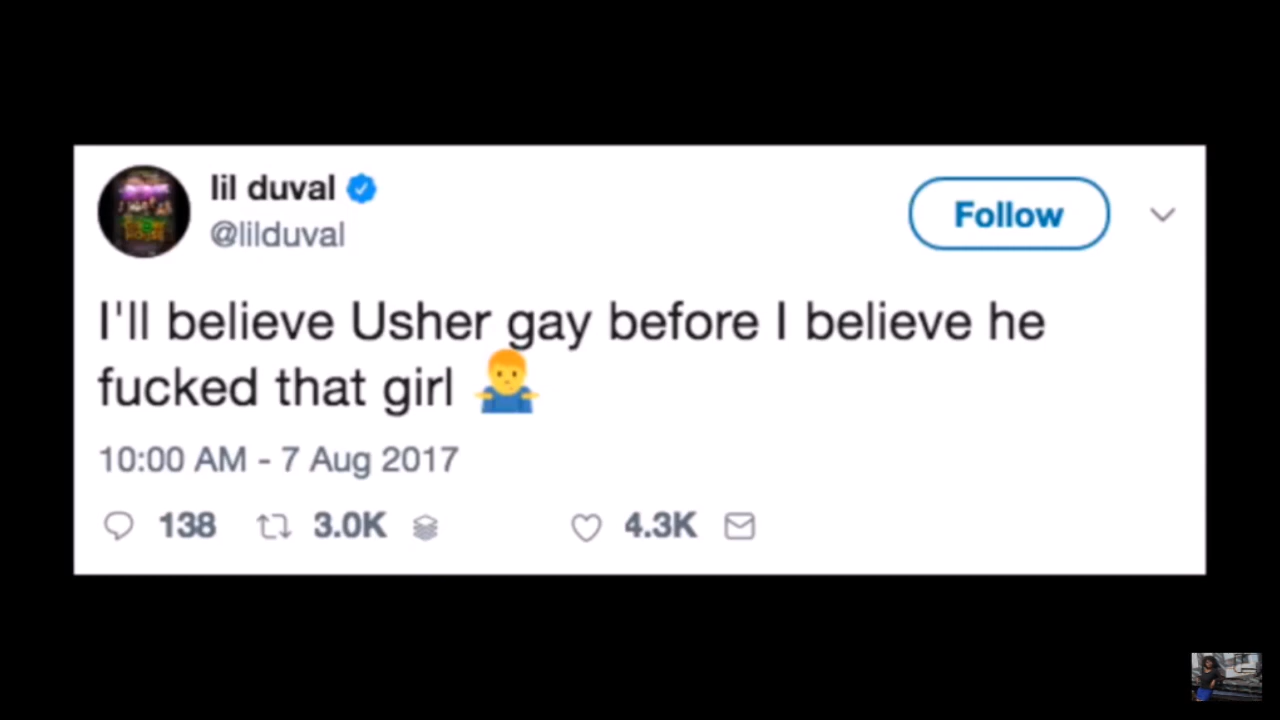 lil duval
@lilduval
Follow
I'll believe Usher gay before I believe he
fucked that girl 🤷‍♂️
10:00 AM - 7 Aug 2017
138 3.0K 4.3K